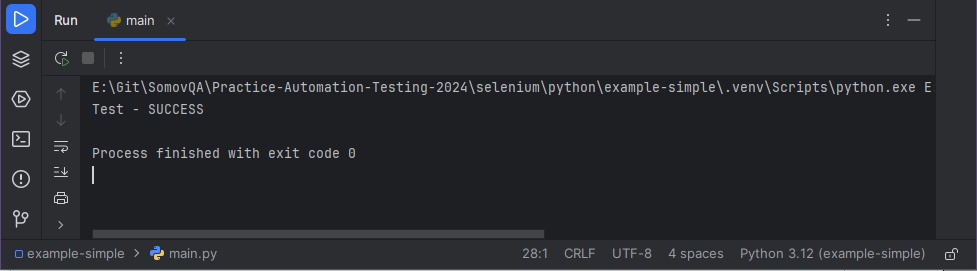 Run main
E:\Git\SomovQA\Practice-Automation-Testing-2024\selenium\python\example-simple\.venv\Scripts\python.exe E
Test - SUCCESS
Process finished with exit code 0
example-simple > main.py 28:1 CRLF UTF-8 4 spaces Python 3.12 (example-simple)